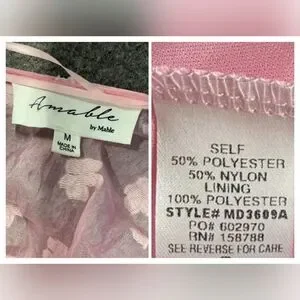 Amable
by Mable
M
MADE IN
CHINA
SELF
50% POLYESTER
50% NYLON
LINING
100% POLYESTER
STYLE# MD3609A
PO# 602970
RN# 158788
SEE REVERSE FOR CARE